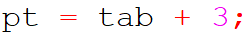 pt = tab + 3;